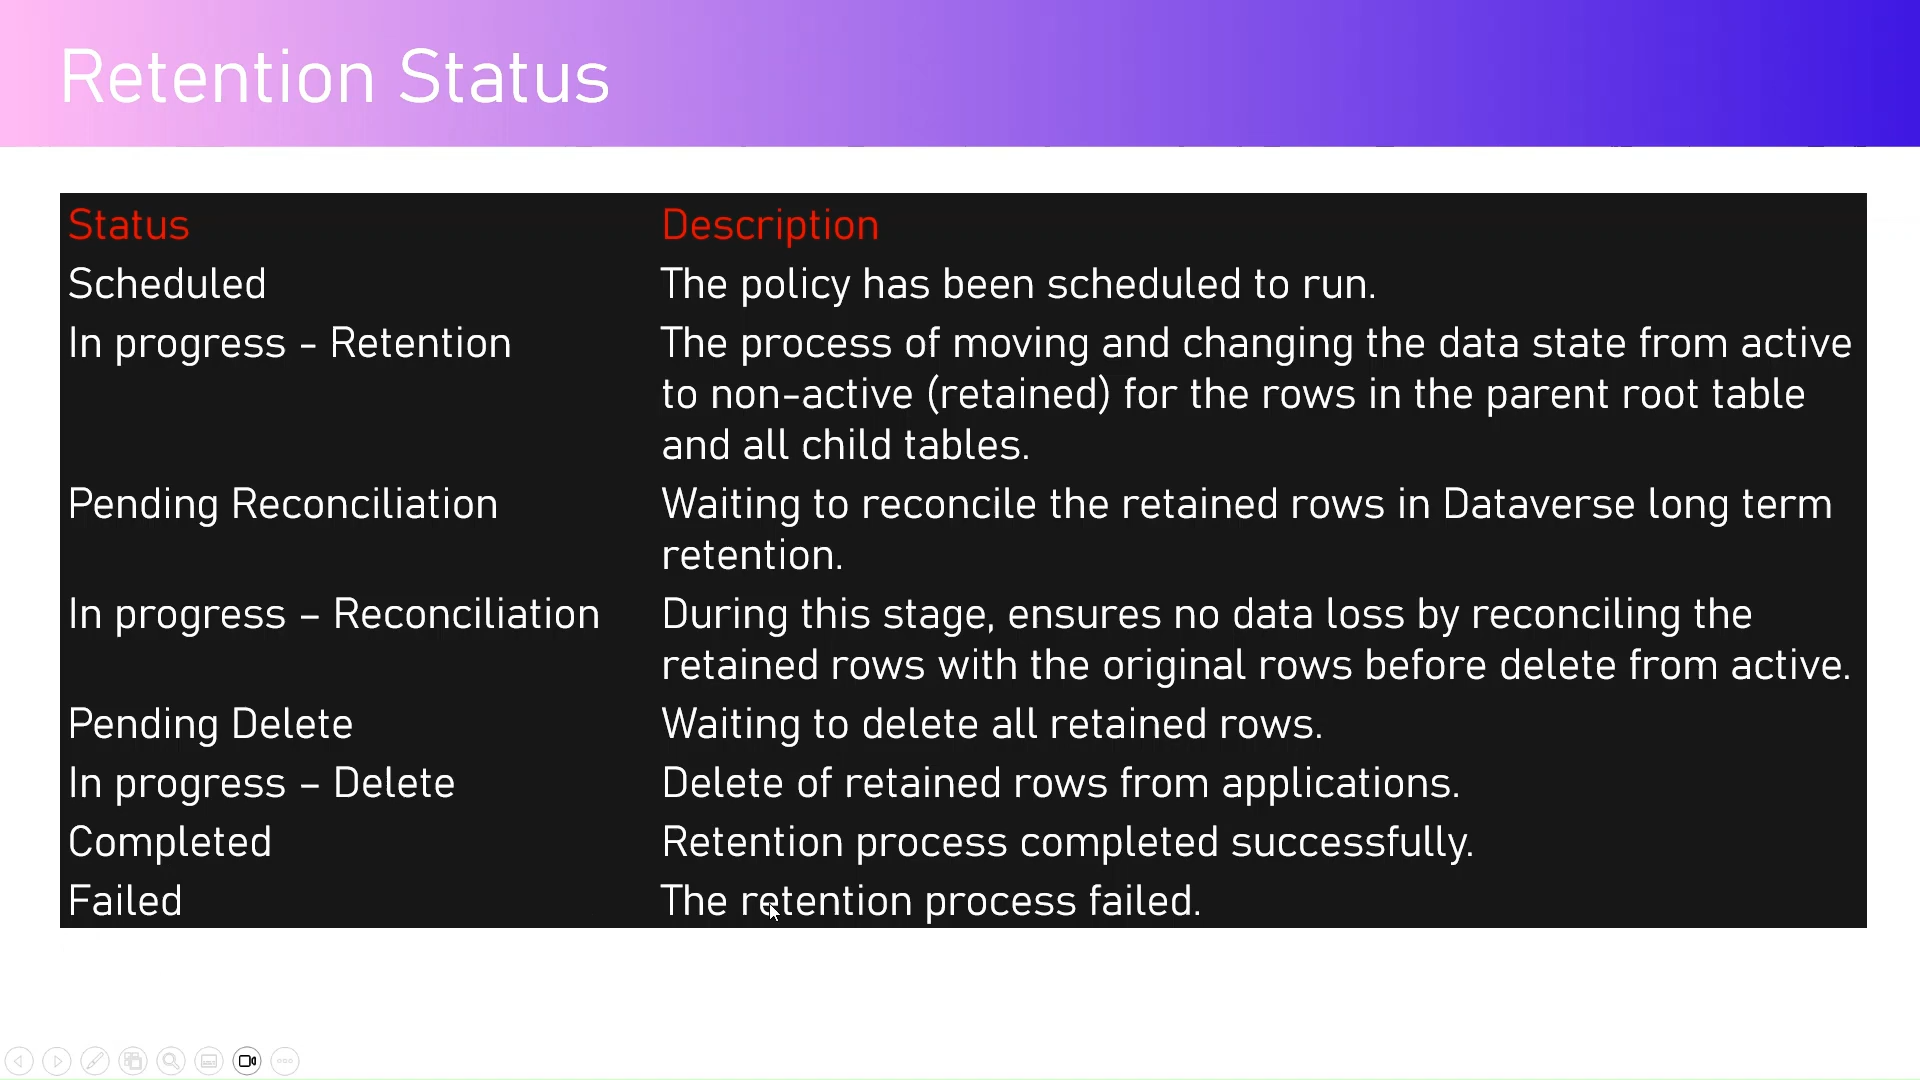 Retention Status
Status Description
Scheduled The policy has been scheduled to run.
In progress - Retention The process of moving and changing the data state from active
to non-active (retained) for the rows in the parent root table
and all child tables.
Pending Reconciliation Waiting to reconcile the retained rows in Dataverse long term
retention.
In progress – Reconciliation During this stage, ensures no data loss by reconciling the
retained rows with the original rows before delete from active.
Pending Delete Waiting to delete all retained rows.
In progress – Delete Delete of retained rows from applications.
Completed Retention process completed successfully.
Failed The retention process failed.